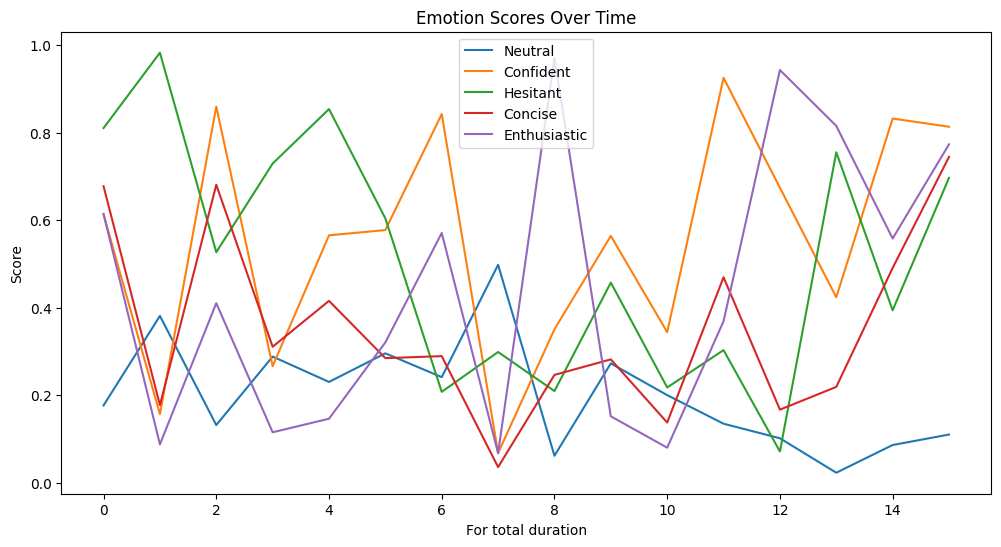 Emotion Scores Over Time
Score
1.0
0.8
0.6
0.4
0.2
0.0
Neutral
Confident
Hesitant
Concise
Enthusiastic
0 2 4 6 8 10 12 14
For total duration